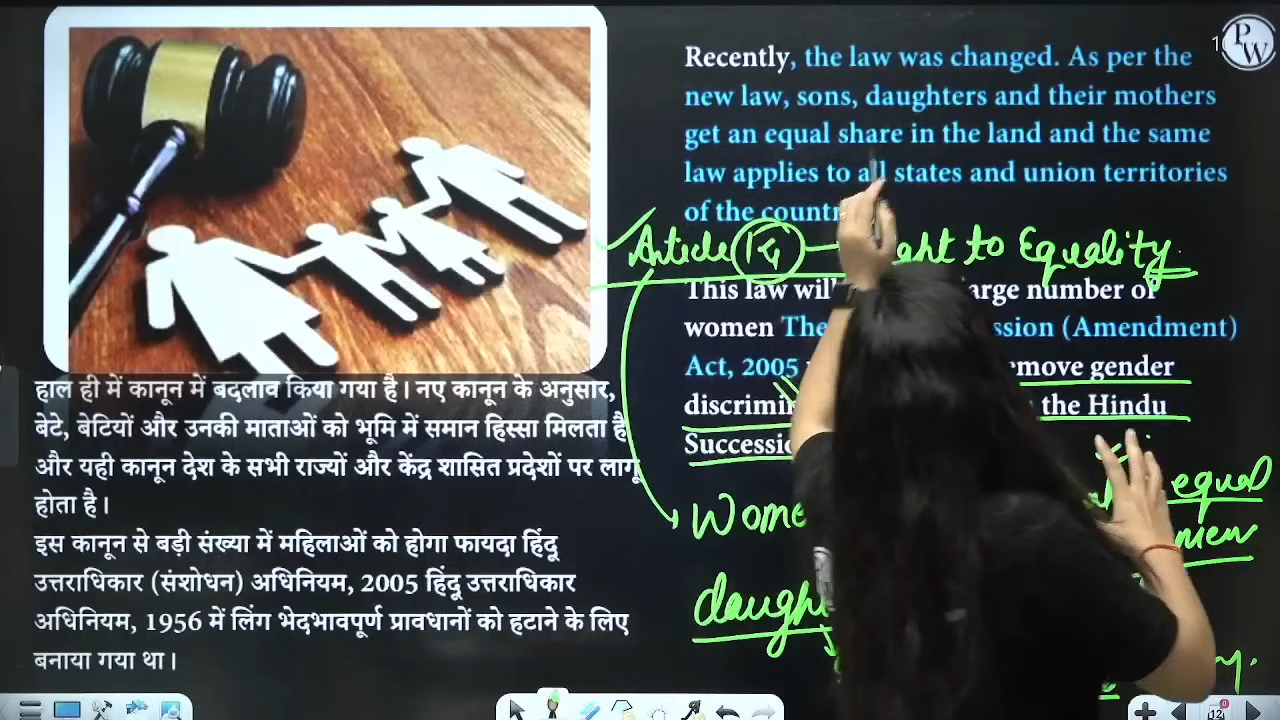 Recently, the law was changed. As per the
new law, sons, daughters and their mothers
get an equal share in the land and the same
law applies to all states and union territories
of the countr
Article 14 — ht to Equality
This law will arge number of
women The ssion (Amendment)
Act, 2005 move gender
discrimin the Hindu
Successi
equal
Wome men
daugh
y.
हाल ही में कानून में बदलाव किया गया है। नए कानून के अनुसार,
बेटे, बेटियों और उनकी माताओं को भूमि में समान हिस्सा मिलता है
और यही कानून देश के सभी राज्यों और केंद्र शासित प्रदेशों पर लागू
होता है।
इस कानून से बड़ी संख्या में महिलाओं को होगा फायदा हिंदू
उत्तराधिकार (संशोधन) अधिनियम, 2005 हिंदू उत्तराधिकार
अधिनियम, 1956 में लिंग भेदभावपूर्ण प्रावधानों को हटाने के लिए
बनाया गया था।
PW
12